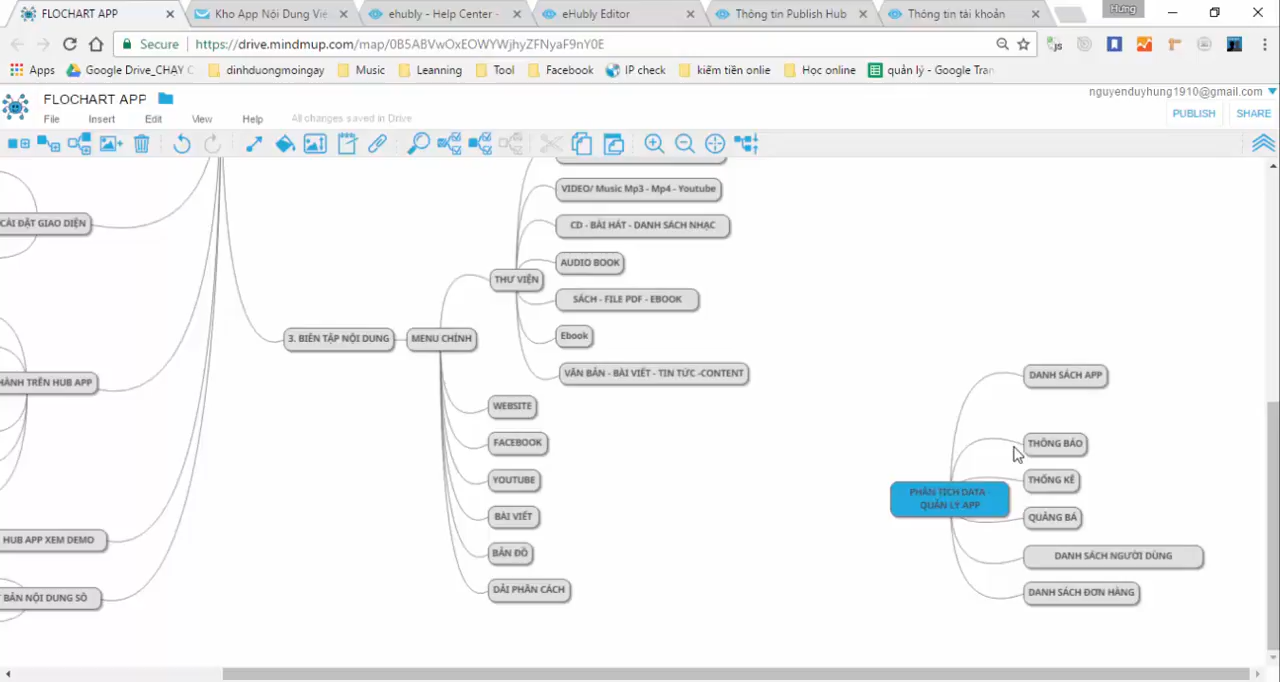 FLOCHART APP
Kho App Nội Dung Việ
ehubly - Help Center -
eHubly Editor
Thông tin Publish Hub
Thông tin tài khoản
Hưng
Secure
https://drive.mindmup.com/map/0B5ABVwOxEOWYWjhyZFNyaF9nY0E
Apps
Google Drive_CHẠY C
dinhduongmoingay
Music
Leanning
Tool
Facebook
IP check
kiếm tiền onlie
Học online
quản lý - Google Tran
FLOCHART APP
nguyenduyhung1910@gmail.com
File
Insert
Edit
View
Help
All changes saved in Drive
PUBLISH
SHARE
VIDEO/ Music Mp3 - Mp4 - Youtube
CÀI ĐẶT GIAO DIỆN
CD - BÀI HÁT - DANH SÁCH NHẠC
AUDIO BOOK
THƯ VIỆN
SÁCH - FILE PDF - EBOOK
3. BIÊN TẬP NỘI DUNG
MENU CHÍNH
Ebook
VĂN BẢN - BÀI VIẾT - TIN TỨC -CONTENT
DANH SÁCH APP
HÀNH TRÊN HUB APP
WEBSITE
FACEBOOK
THÔNG BÁO
YOUTUBE
THỐNG KÊ
PHÂN TÍCH DATA -
QUẢN LÝ APP
BÀI VIẾT
QUẢNG BÁ
HUB APP XEM DEMO
BẢN ĐỒ
DANH SÁCH NGƯỜI DÙNG
DẢI PHÂN CÁCH
DANH SÁCH ĐƠN HÀNG
BẢN NỘI DUNG SỐ